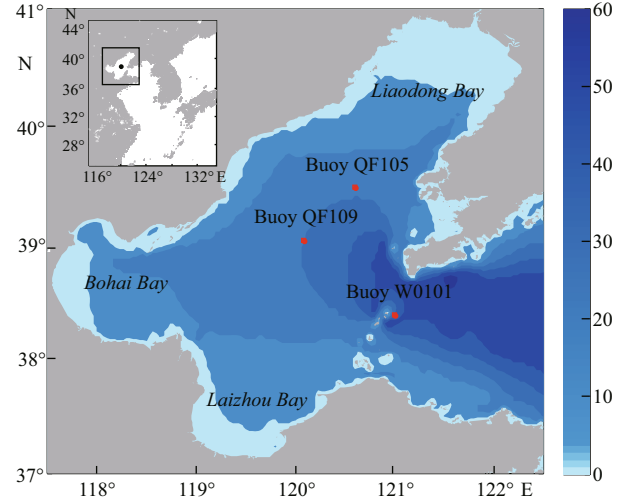 41°
N
40°
39°
38°
37°
118°
119°
120°
121°
122° E
N
44°
40°
36°
32°
28°
116°
124°
132° E
Liaodong Bay
Buoy QF105
Buoy QF109
Bohai Bay
Buoy W0101
Laizhou Bay
60
50
40
30
20
10
0